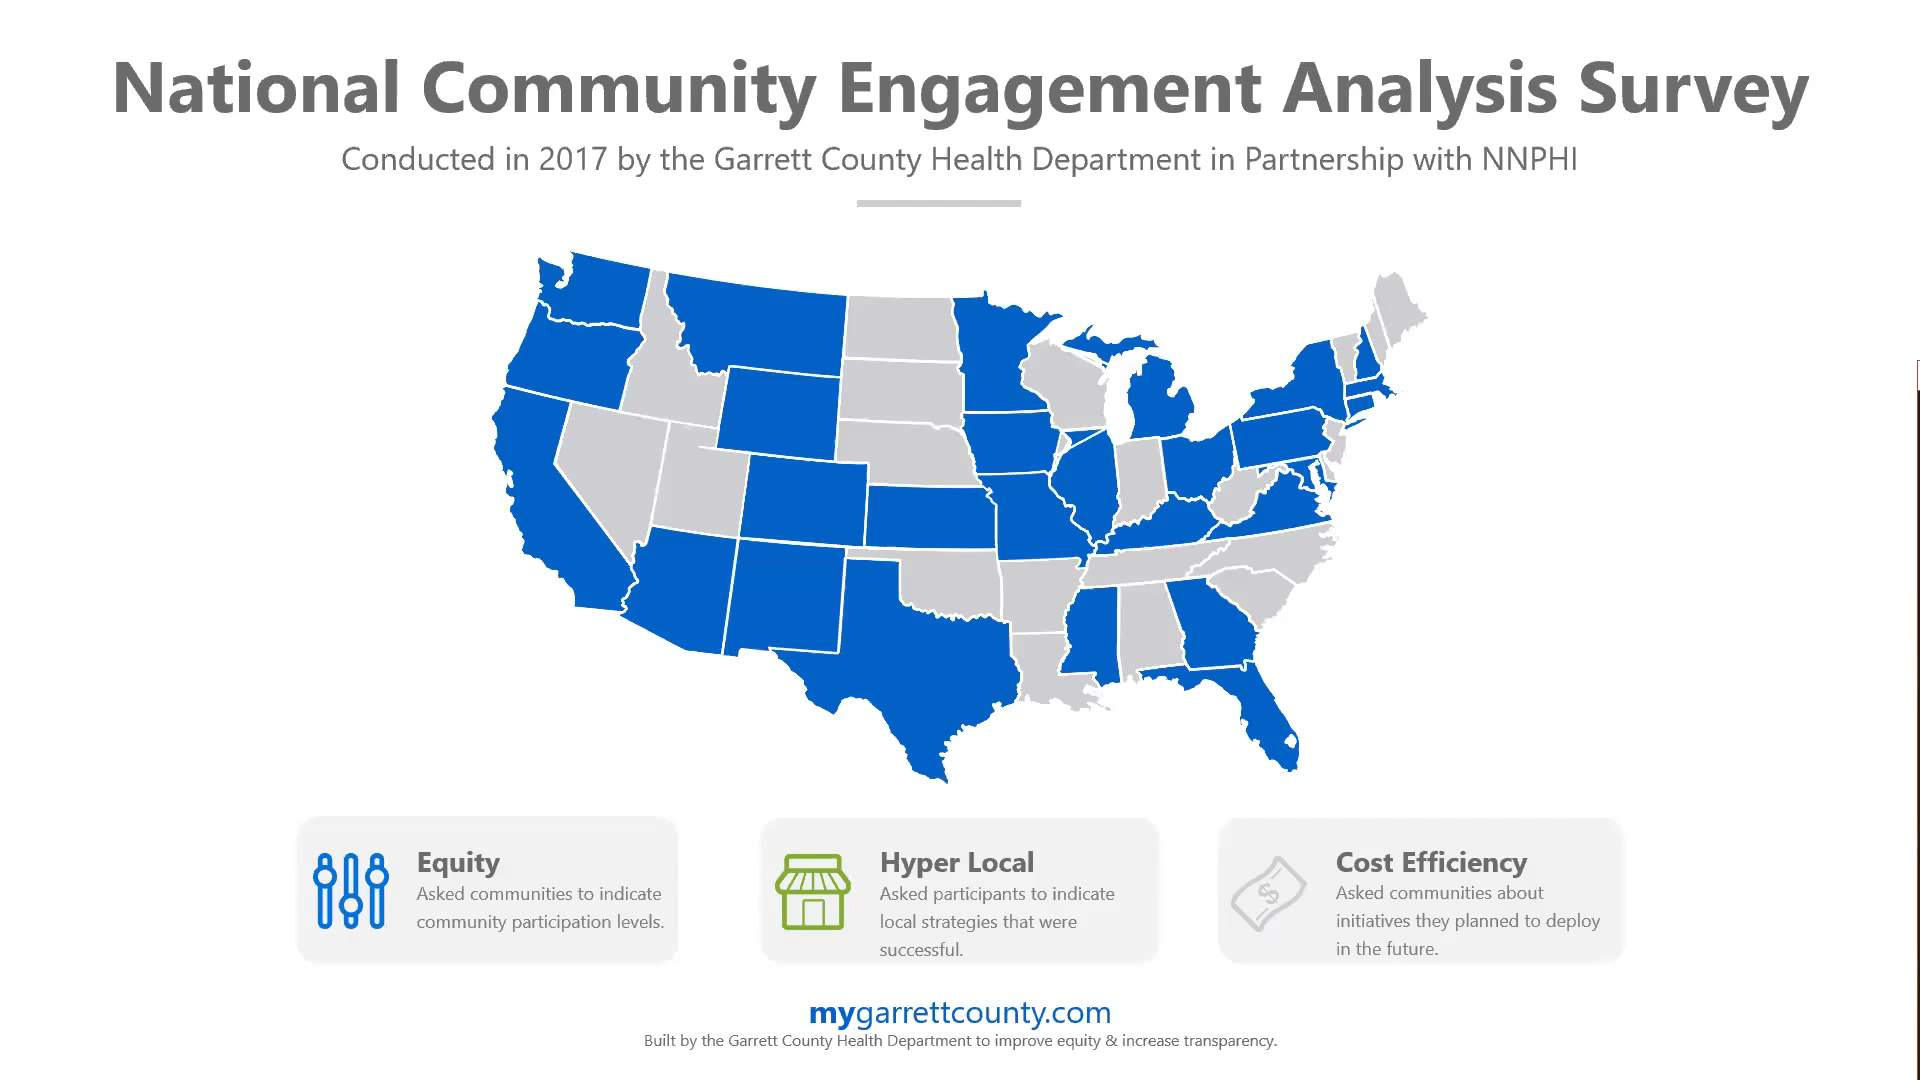 National Community Engagement Analysis Survey
Conducted in 2017 by the Garrett County Health Department in Partnership with NNPHI
Equity
Asked communities to indicate
community participation levels.
Hyper Local
Asked participants to indicate
local strategies that were
successful.
$
Cost Efficiency
Asked communities about
initiatives they planned to deploy
in the future.
mygarrettcounty.com
Built by the Garrett County Health Department to improve equity & increase transparency.